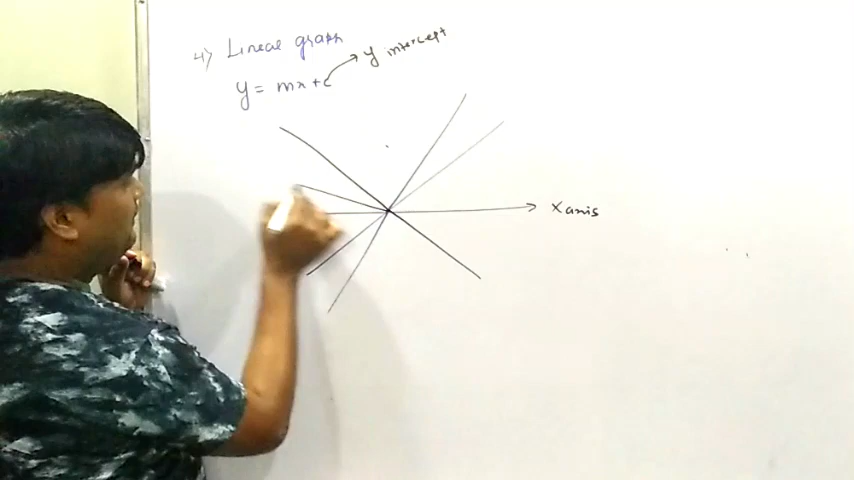 4) Linear graph
y = mx + c
y intercept
X axis